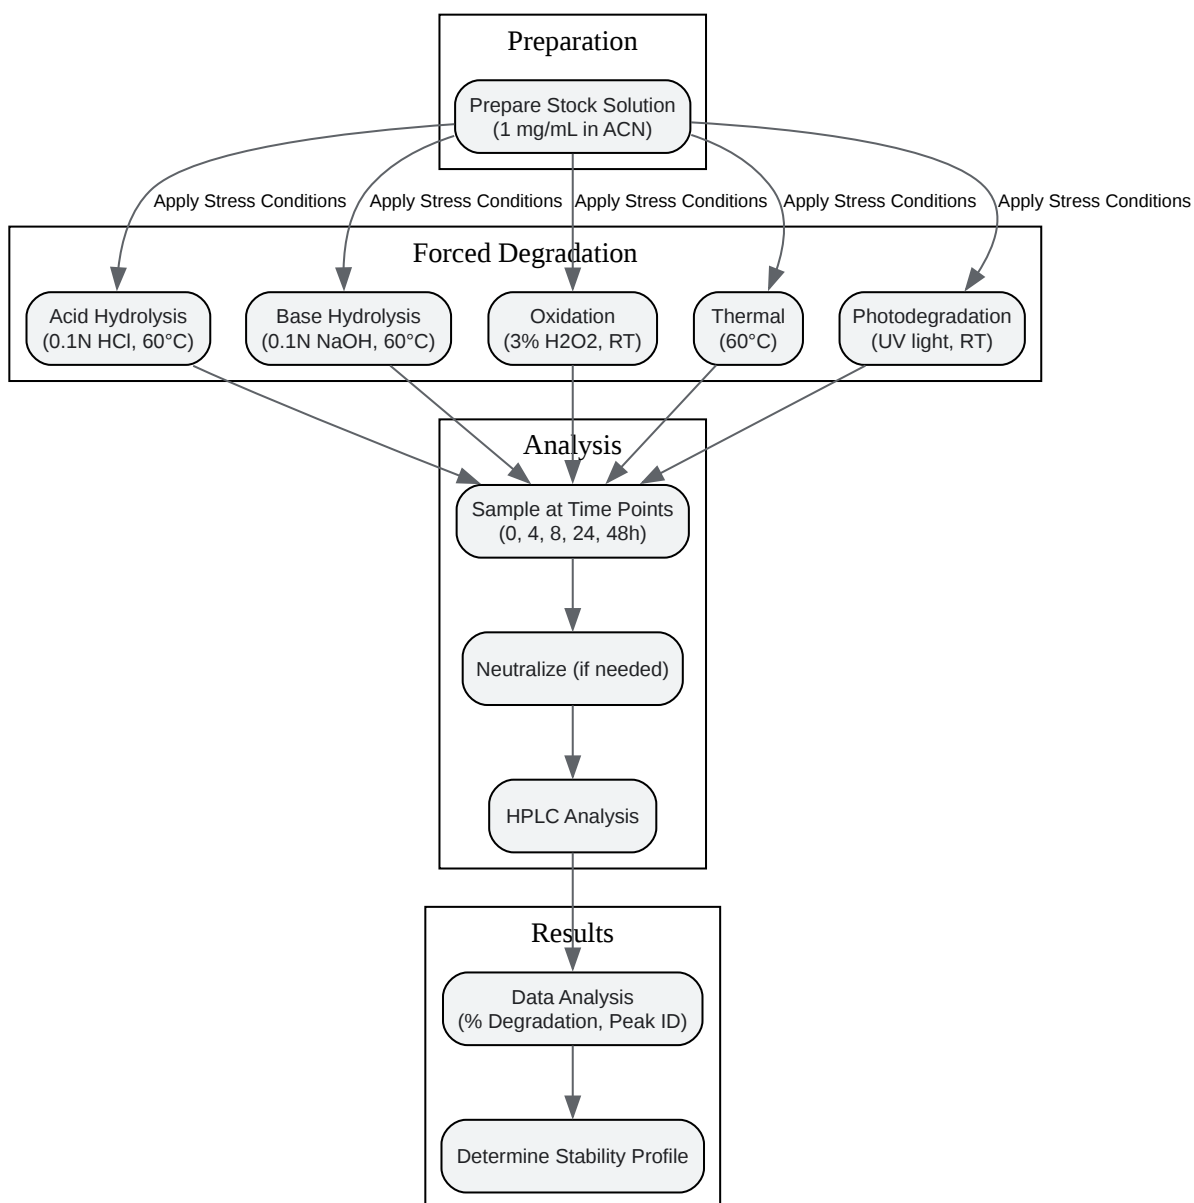 Preparation
Prepare Stock Solution
(1 mg/mL in ACN)
Apply Stress Conditions
Apply Stress Conditions
Apply Stress Conditions
Apply Stress Conditions
Apply Stress Conditions
Forced Degradation
Acid Hydrolysis
(0.1N HCl, 60°C)
Base Hydrolysis
(0.1N NaOH, 60°C)
Oxidation
(3% H2O2, RT)
Thermal
(60°C)
Photodegradation
(UV light, RT)
Analysis
Sample at Time Points
(0, 4, 8, 24, 48h)
Neutralize (if needed)
HPLC Analysis
Results
Data Analysis
(% Degradation, Peak ID)
Determine Stability Profile